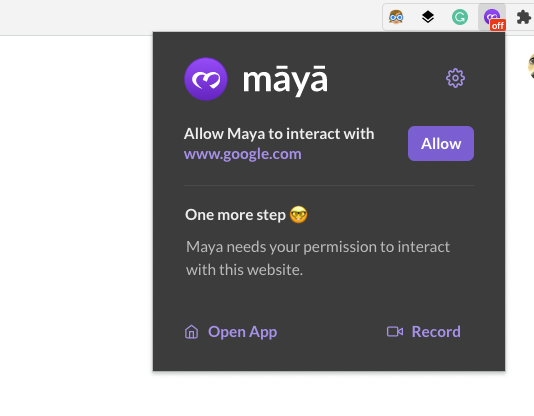 off
māyā
Allow Maya to interact with
www.google.com
Allow
One more step
Maya needs your permission to interact
with this website.
Open App
Record